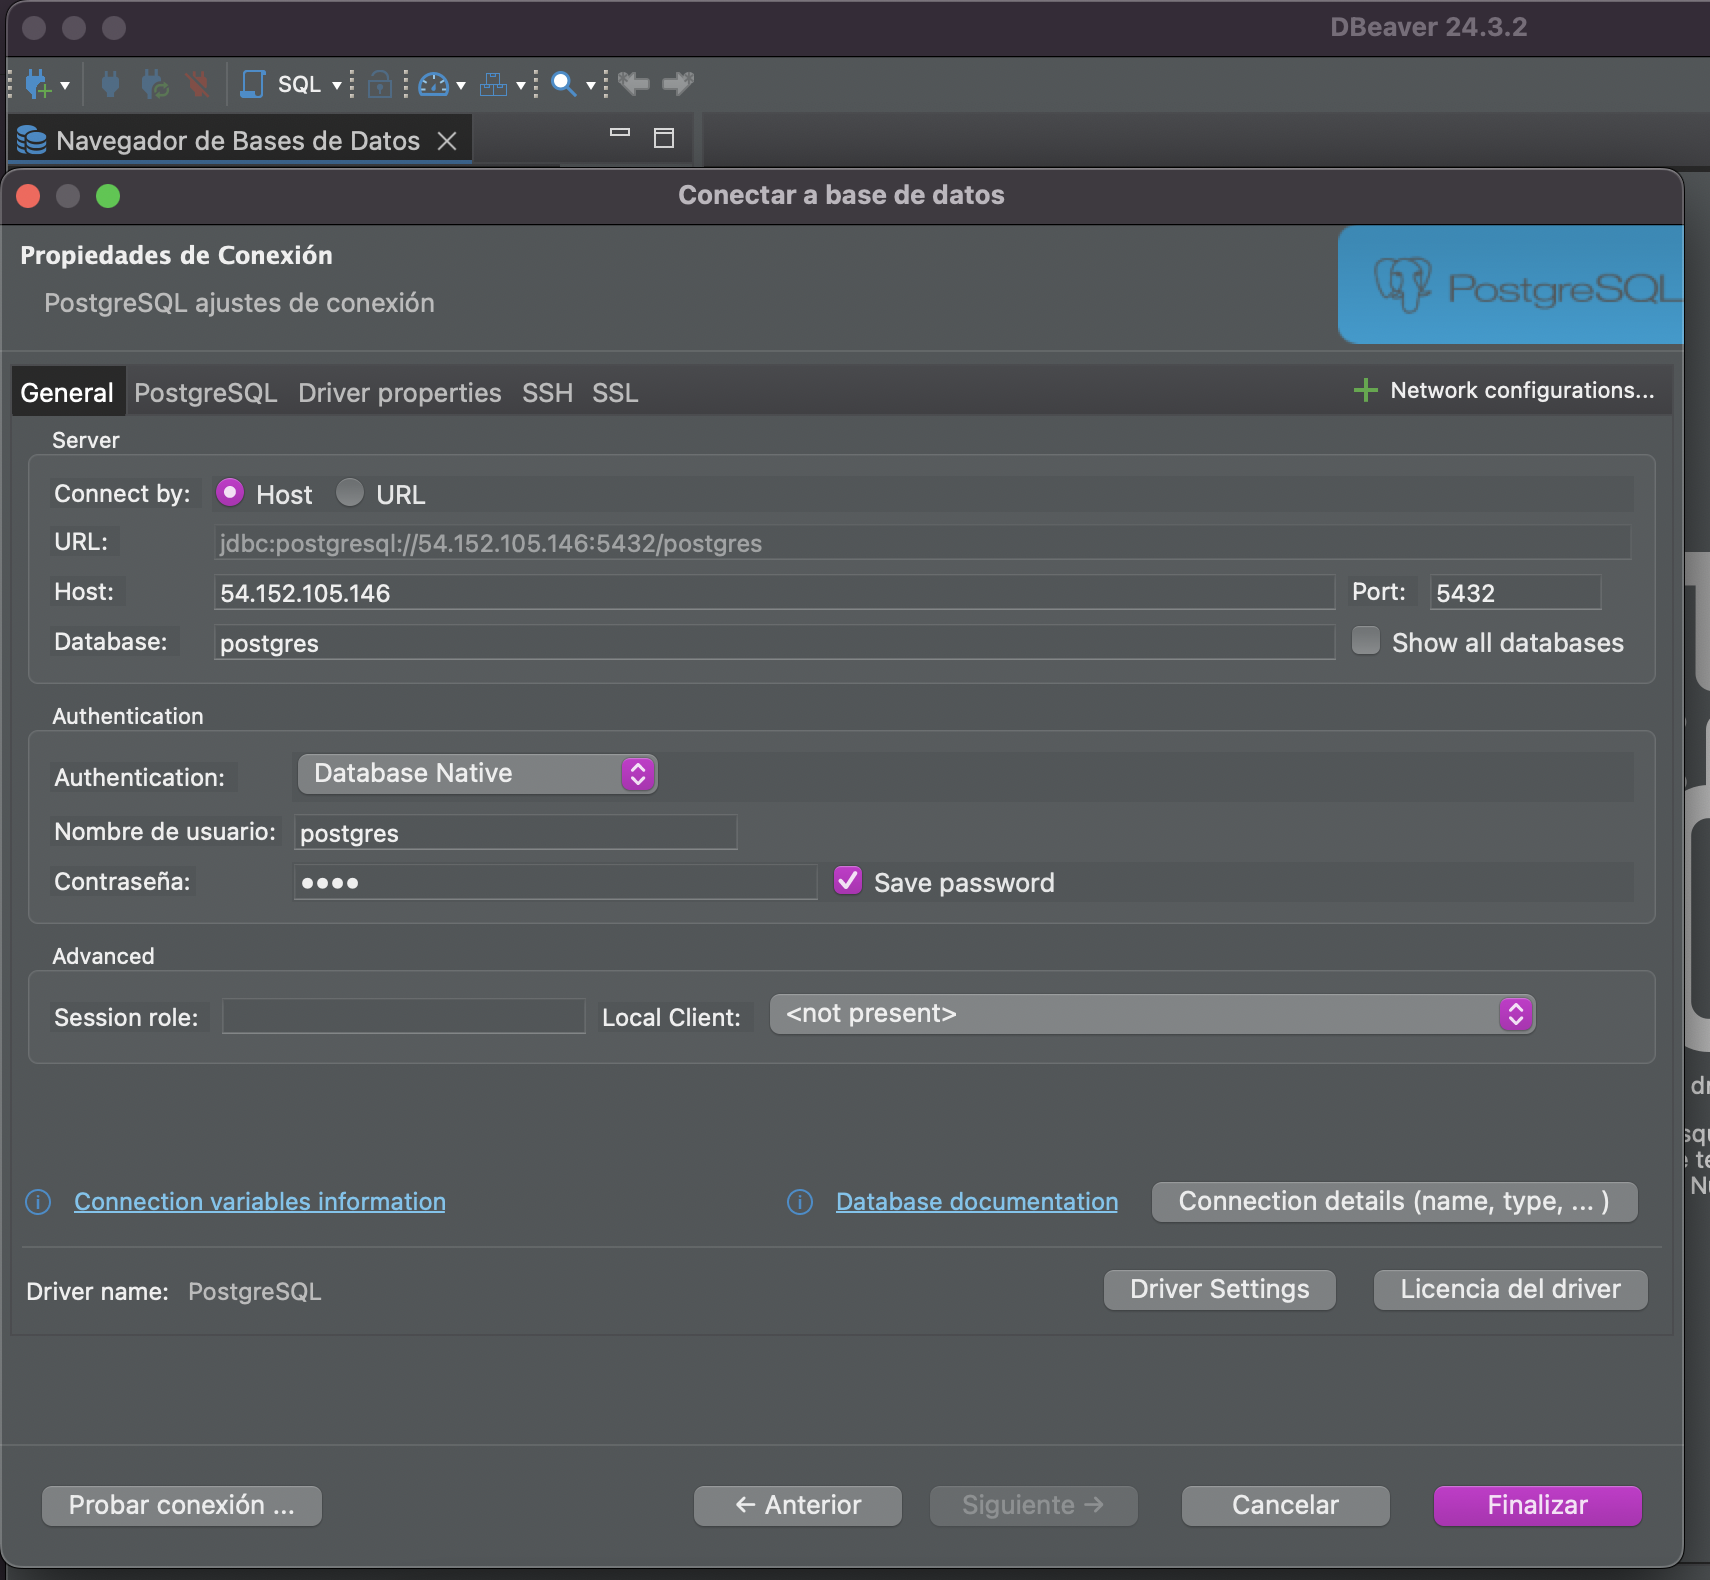 DBeaver 24.3.2
SQL
Navegador de Bases de Datos
Conectar a base de datos
Propiedades de Conexión
PostgreSQL ajustes de conexión
PostgreSQL
General PostgreSQL Driver properties SSH SSL Network configurations...
Server
Connect by: Host URL
URL: jdbc:postgresql://54.152.105.146:5432/postgres
Host: 54.152.105.146 Port: 5432
Database: postgres Show all databases
Authentication
Authentication: Database Native
Nombre de usuario: postgres
Contraseña: •••• Save password
Advanced
Session role: Local Client: <not present>
Connection variables information Database documentation Connection details (name, type, ... )
Driver name: PostgreSQL Driver Settings Licencia del driver
Probar conexión ... ← Anterior Siguiente → Cancelar Finalizar